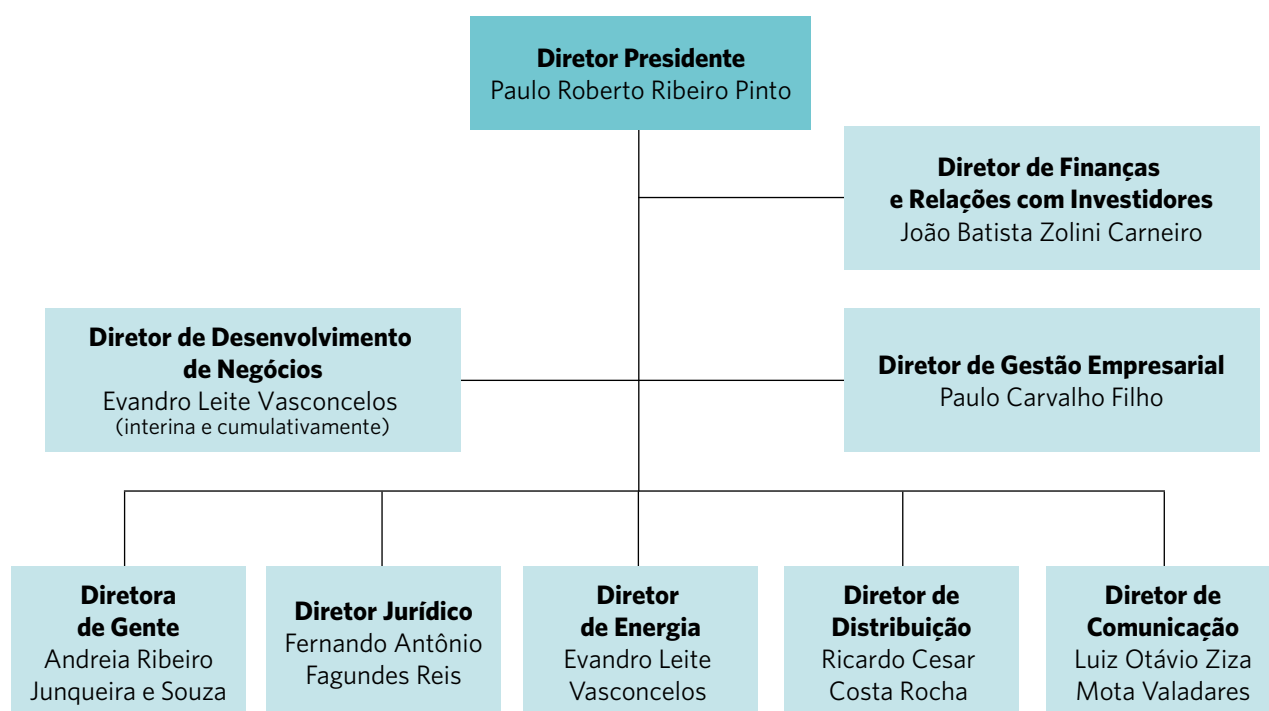 Diretor Presidente
Paulo Roberto Ribeiro Pinto
Diretor de Finanças
e Relações com Investidores
João Batista Zolini Carneiro
Diretor de Desenvolvimento
de Negócios
Evandro Leite Vasconcelos
(interina e cumulativamente)
Diretor de Gestão Empresarial
Paulo Carvalho Filho
Diretora
de Gente
Andreia Ribeiro
Junqueira e Souza
Diretor Jurídico
Fernando Antônio
Fagundes Reis
Diretor
de Energia
Evandro Leite
Vasconcelos
Diretor de
Distribuição
Ricardo Cesar
Costa Rocha
Diretor de
Comunicação
Luiz Otávio Ziza
Mota Valadares